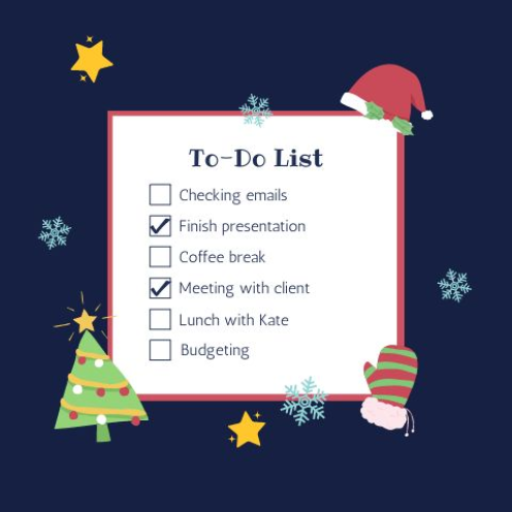 To-Do List
Checking emails
Finish presentation
Coffee break
Meeting with client
Lunch with Kate
Budgeting